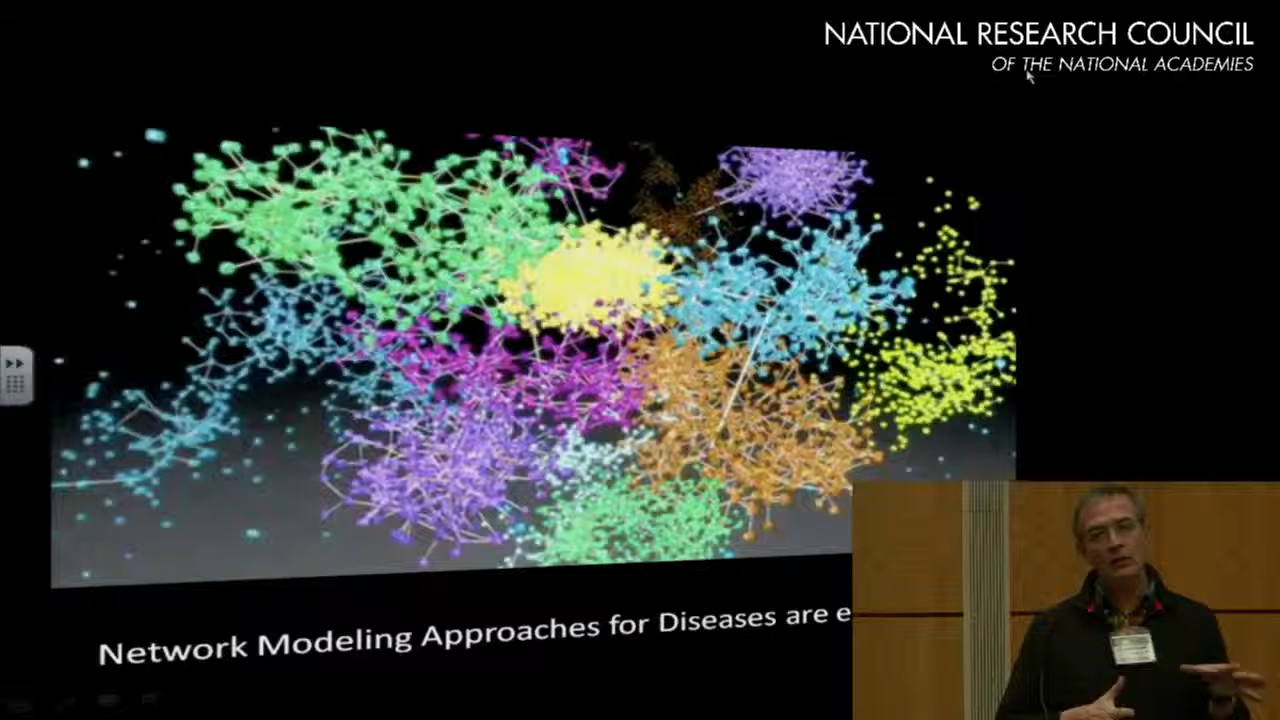 NATIONAL RESEARCH COUNCIL
OF THE NATIONAL ACADEMIES
Network Modeling Approaches for Diseases are e